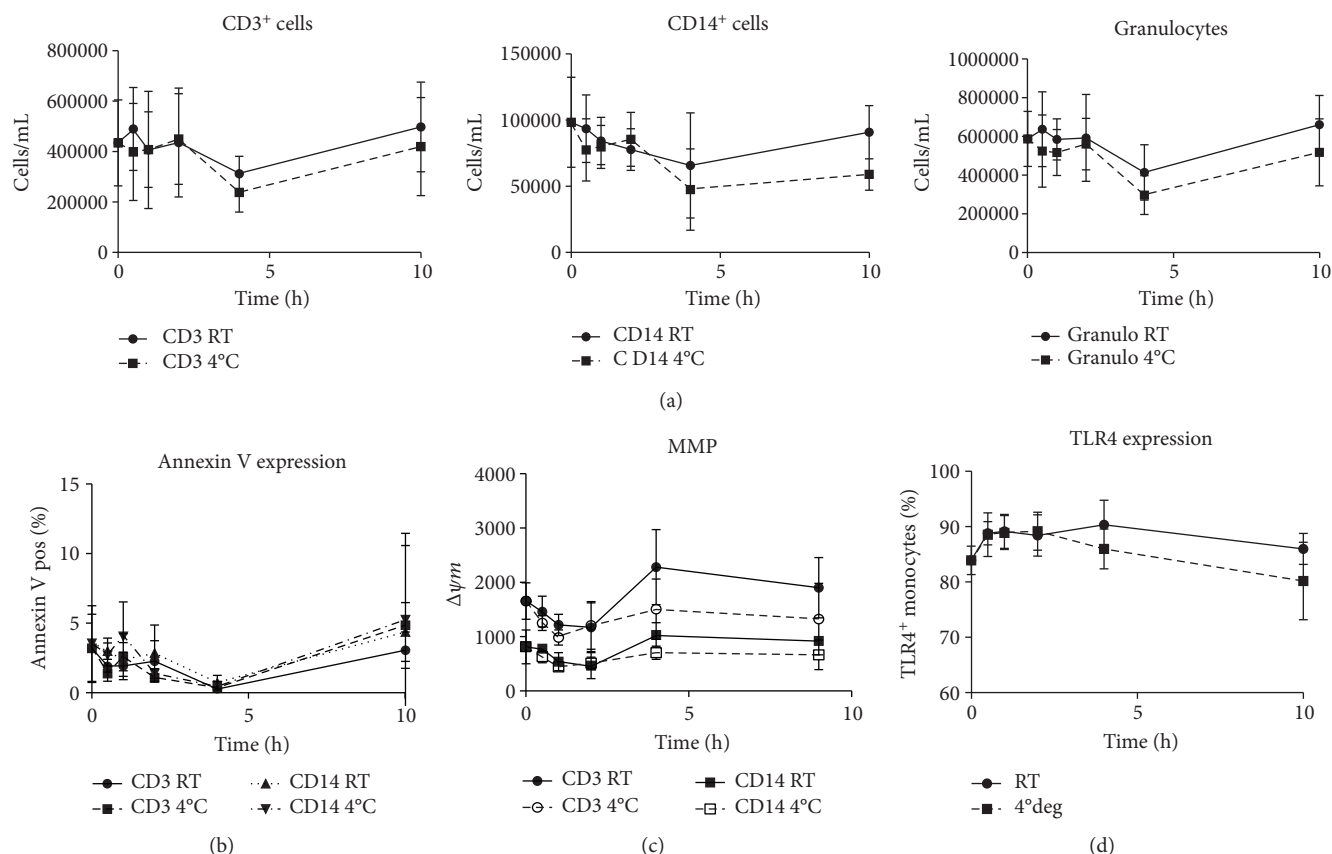 CD3⁺ cells
800000
600000
400000
200000
0
Cells/mL
0
5
10
Time (h)
CD3 RT
CD3 4°C
CD14⁺ cells
150000
100000
50000
0
Cells/mL
0
5
10
Time (h)
CD14 RT
C D14 4°C
Granulocytes
1000000
800000
600000
400000
200000
0
Cells/mL
0
5
10
Time (h)
Granulo RT
Granulo 4°C
(a)
Annexin V expression
15
10
5
0
Annexin V pos (%)
0
5
10
Time (h)
CD3 RT
CD3 4°C
CD14 RT
CD14 4°C
(b)
MMP
4000
3000
2000
1000
0
Δψm
0
5
10
Time (h)
CD3 RT
CD3 4°C
CD14 RT
CD14 4°C
(c)
TLR4 expression
100
90
80
70
60
TLR4⁺ monocytes (%)
0
5
10
Time (h)
RT
4°deg
(d)